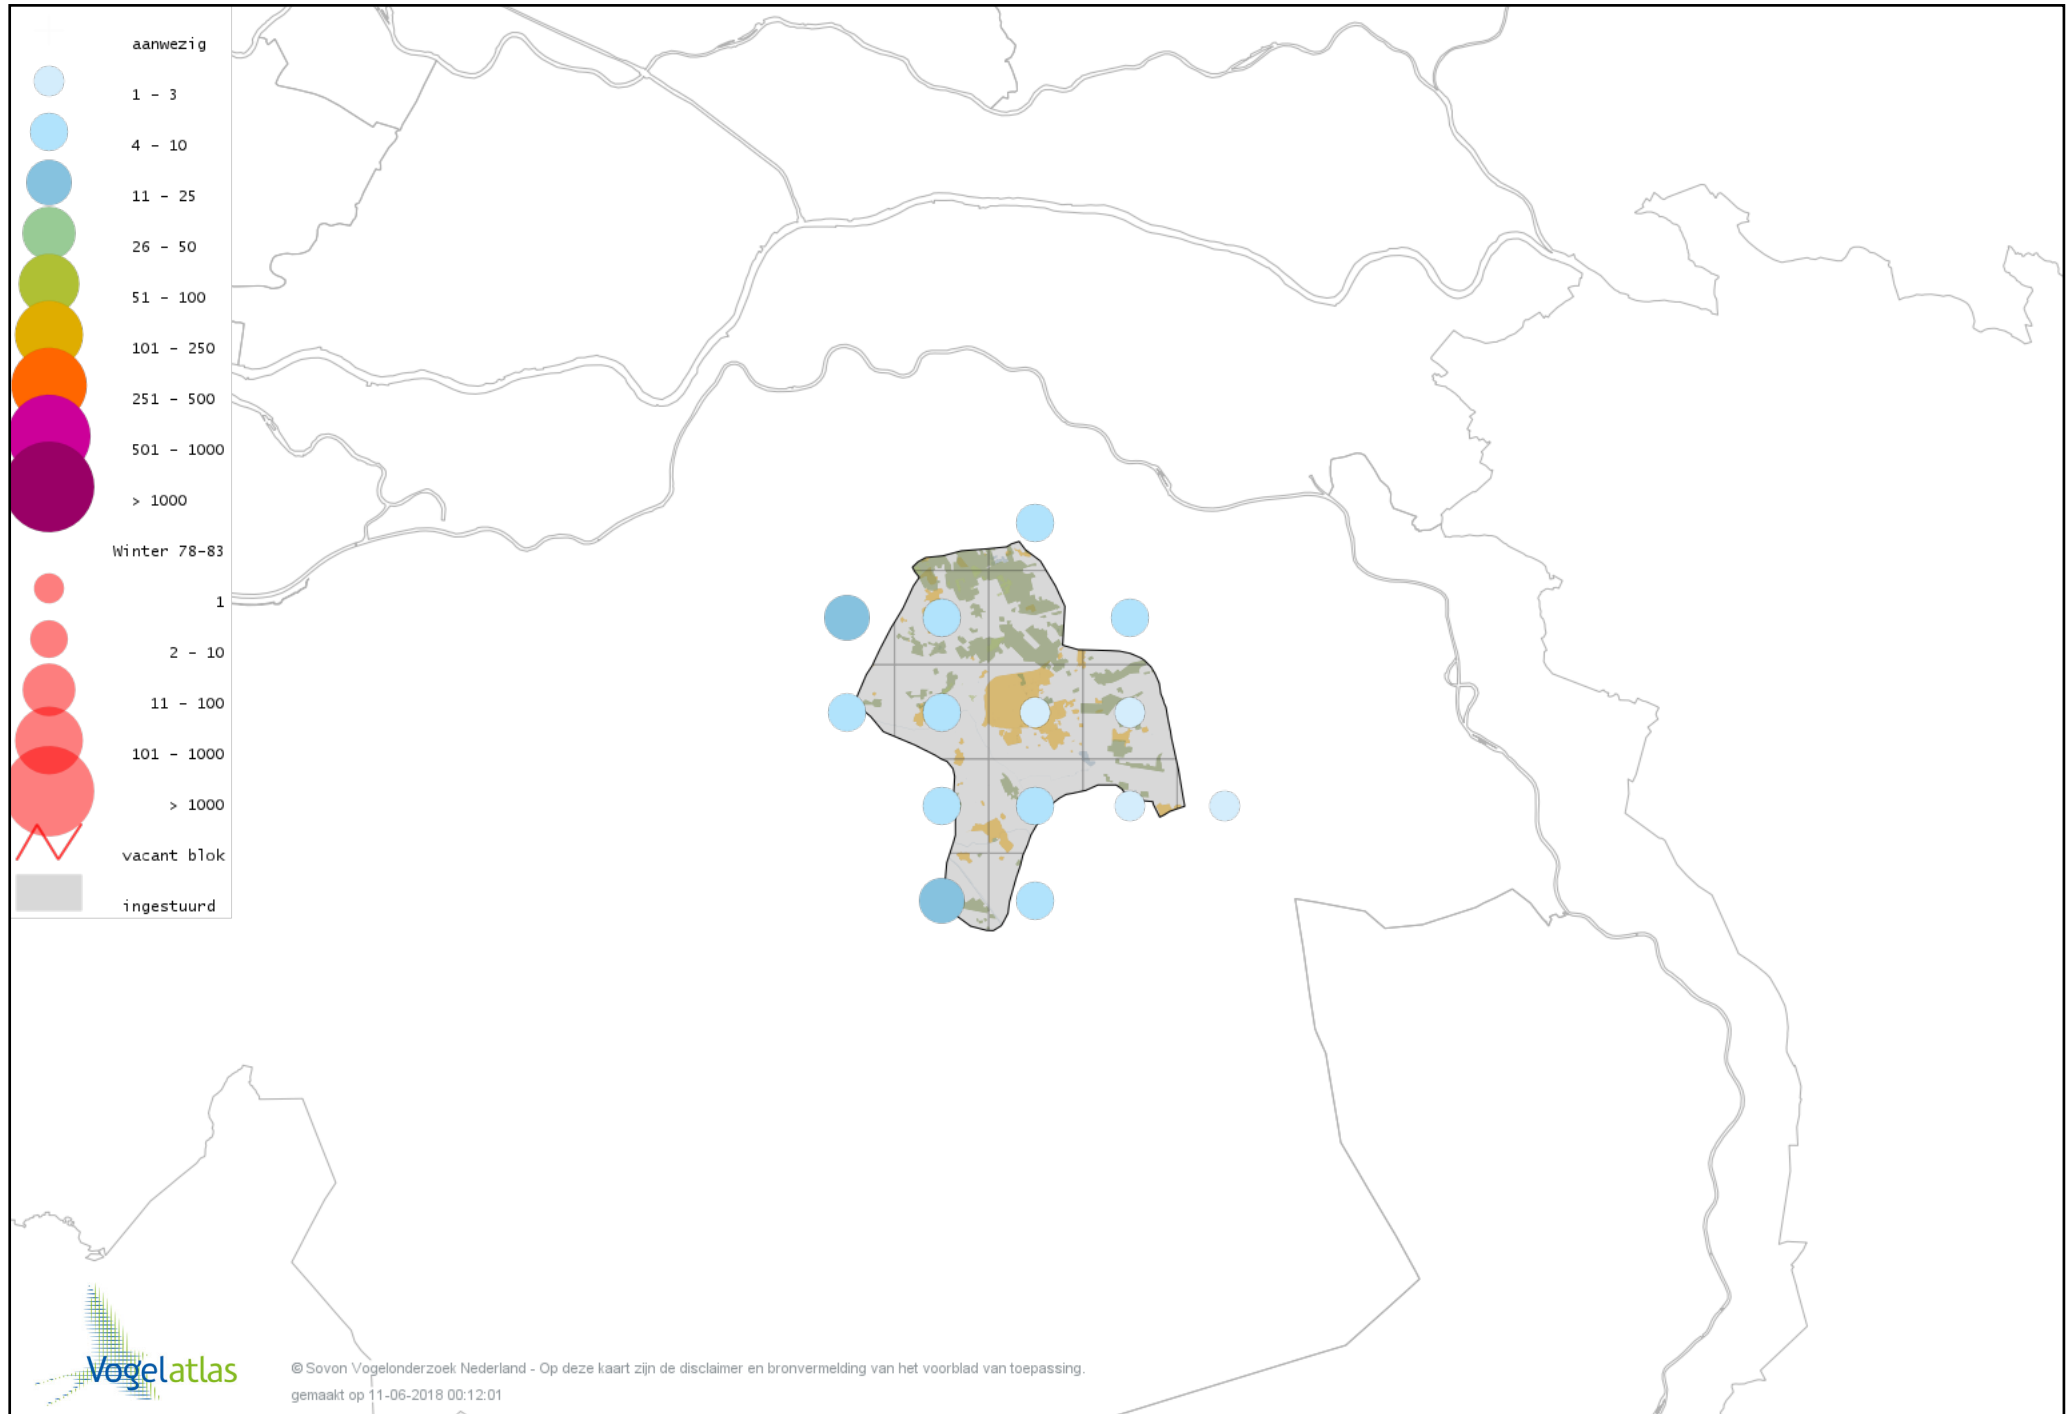 aanwezig
1 - 3
4 - 10
11 - 25
26 - 50
51 - 100
101 - 250
251 - 500
501 - 1000
> 1000
Winter 78-83
1
2 - 10
11 - 100
101 - 1000
> 1000
vacant blok
ingestuurd
Vogelatlas
© Sovon Vogelonderzoek Nederland - Op deze kaart zijn de disclaimer en bronvermelding van het voorblad van toepassing.
gemaakt op 11-06-2018 00:12:01